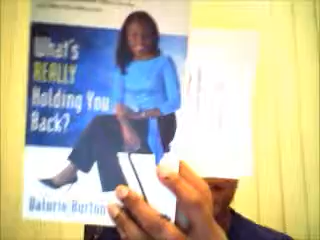 What's
REALLY
Holding You
Back?
Valorie Burton